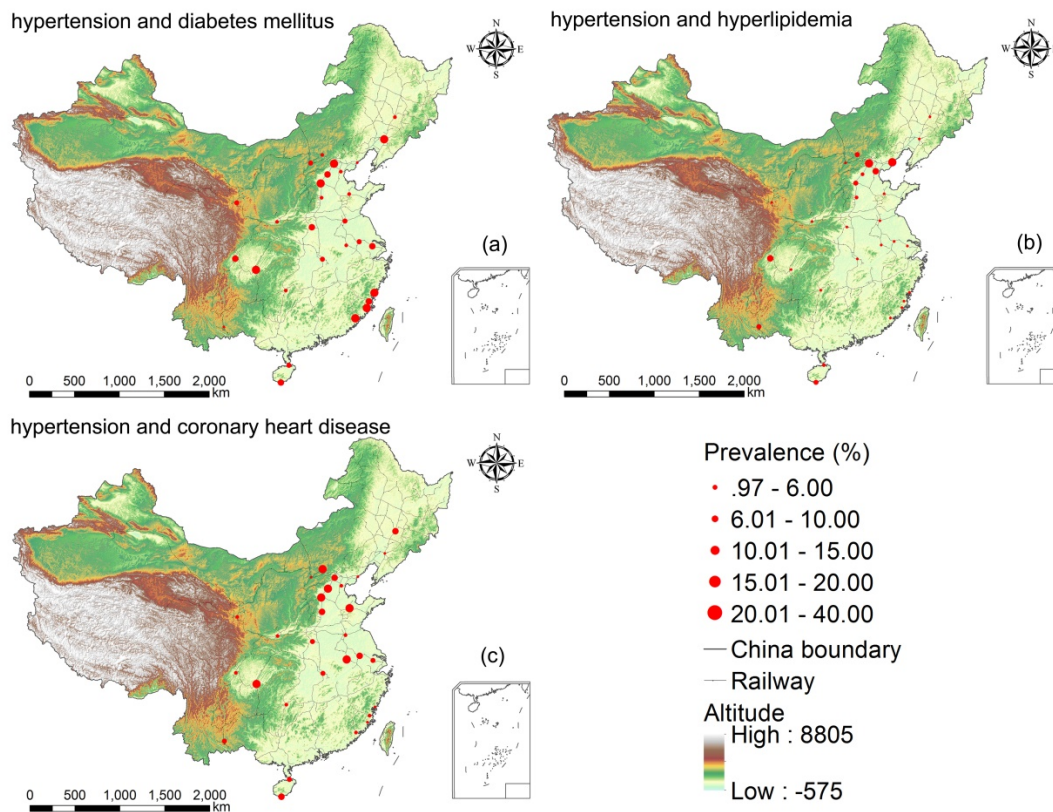 hypertension and diabetes mellitus
N
W E
S
(a)
0 500 1,000 1,500 2,000
km
hypertension and hyperlipidemia
N
W E
S
(b)
0 500 1,000 1,500 2,000
km
hypertension and coronary heart disease
N
W E
S
(c)
0 500 1,000 1,500 2,000
km
Prevalence (%)
.97 - 6.00
6.01 - 10.00
10.01 - 15.00
15.01 - 20.00
20.01 - 40.00
China boundary
Railway
Altitude
High : 8805
Low : -575